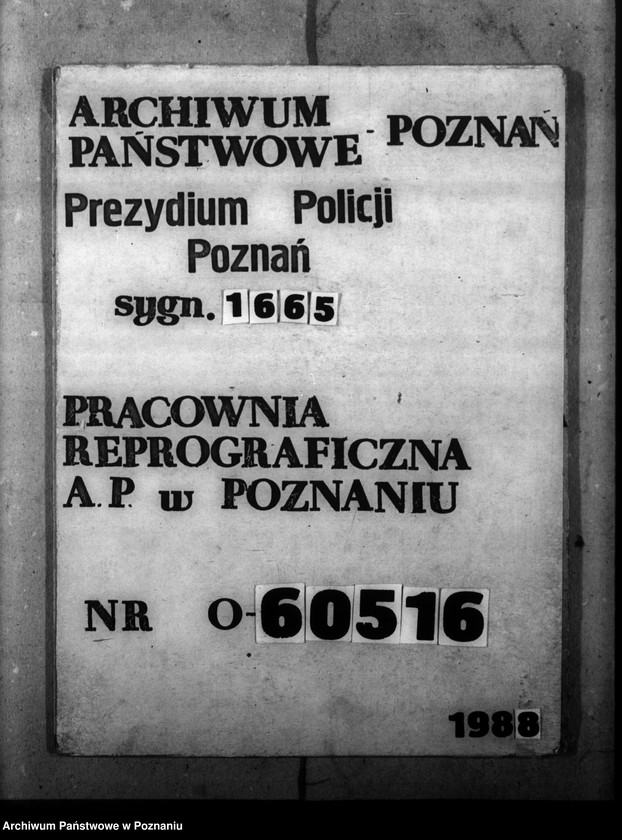 ARCHIWUM
PAŃSTWOWE - POZNAŃ
Prezydium Policji
Poznań
sygn. 1665
PRACOWNIA
REPROGRAFICZNA
A.P. w POZNANIU
NR O-60516
1988
Archiwum Państwowe w Poznaniu